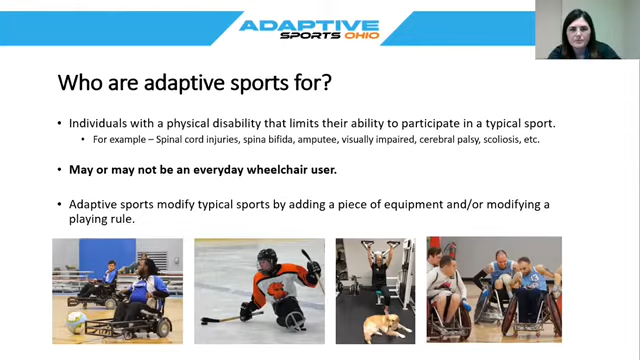 ADAPTIVE
SPORTS OHIO
Who are adaptive sports for?
• Individuals with a physical disability that limits their ability to participate in a typical sport.
• For example – Spinal cord injuries, spina bifida, amputee, visually impaired, cerebral palsy, scoliosis, etc.
• May or may not be an everyday wheelchair user.
• Adaptive sports modify typical sports by adding a piece of equipment and/or modifying a
playing rule.